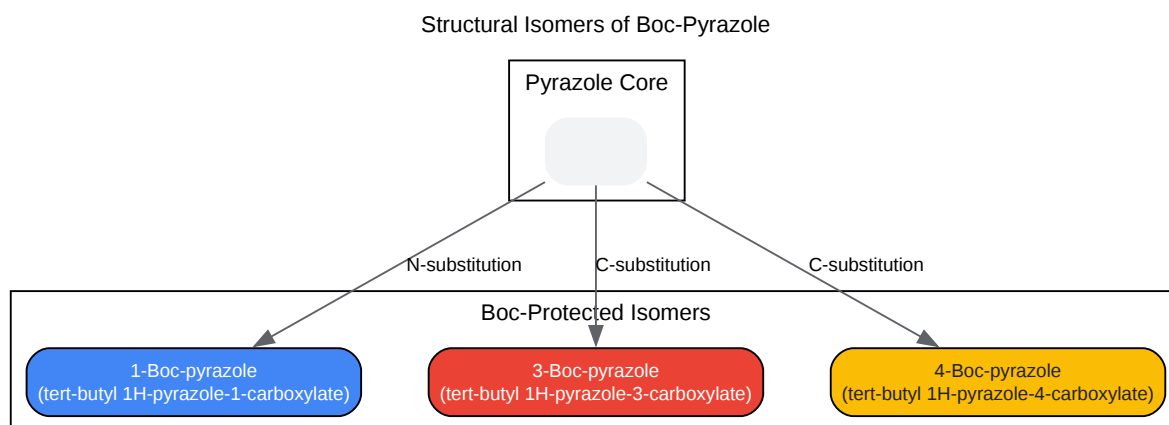 Structural Isomers of Boc-Pyrazole
Pyrazole Core
N-substitution
C-substitution
C-substitution
Boc-Protected Isomers
1-Boc-pyrazole
(tert-butyl 1H-pyrazole-1-carboxylate)
3-Boc-pyrazole
(tert-butyl 1H-pyrazole-3-carboxylate)
4-Boc-pyrazole
(tert-butyl 1H-pyrazole-4-carboxylate)